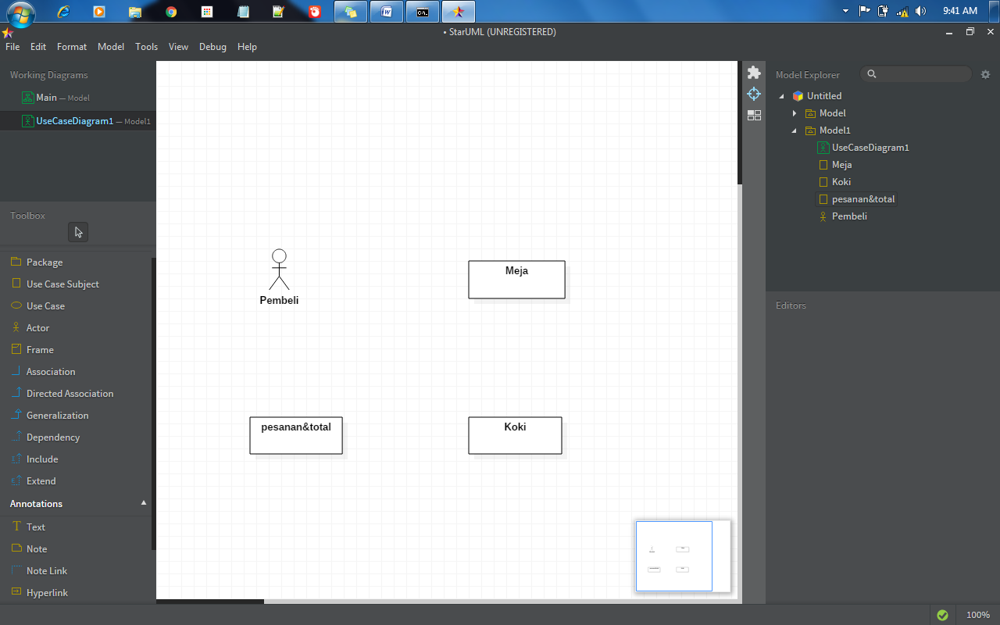 9:41 AM
• StarUML (UNREGISTERED)
File Edit Format Model Tools View Debug Help
Working Diagrams
Main — Model
UseCaseDiagram1 — Model1
Toolbox
Package
Use Case Subject
Use Case
Actor
Frame
Association
Directed Association
Generalization
Dependency
Include
Extend
Annotations
Text
Note
Note Link
Hyperlink
Pembeli
Meja
pesanan&total
Koki
Model Explorer
Untitled
Model
Model1
UseCaseDiagram1
Meja
Koki
pesanan&total
Pembeli
Editors
100%